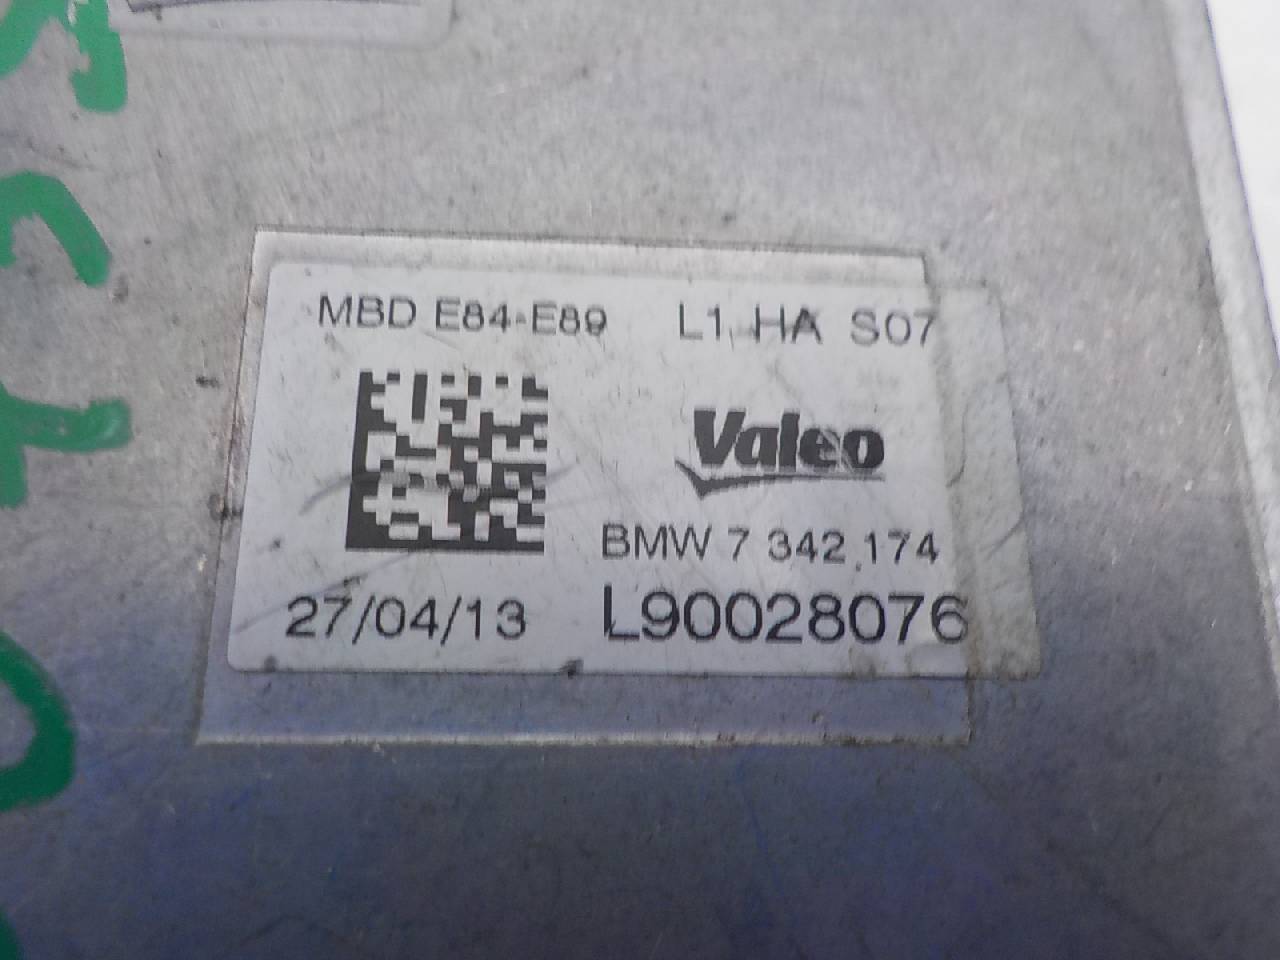 MBD E84-E89 L1 HA S07
Valeo
BMW 7 342 174
27/04/13 L90028076